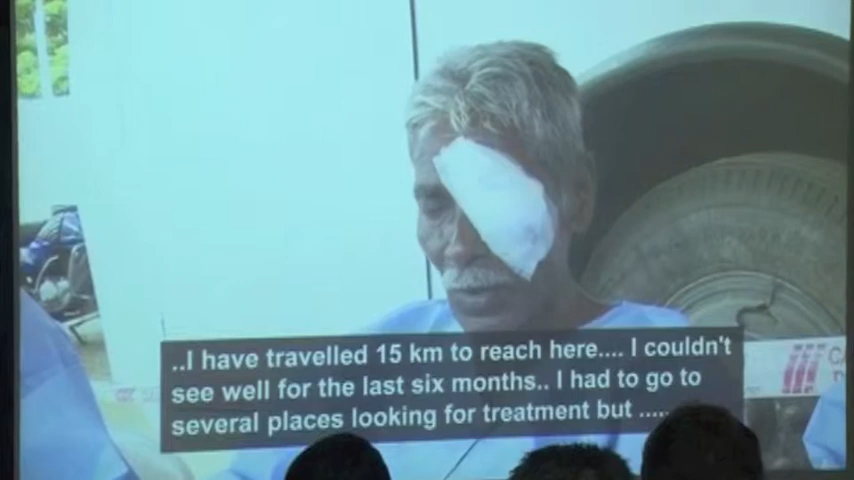 ..I have travelled 15 km to reach here.... I couldn't
see well for the last six months.. I had to go to
several places looking for treatment but .....